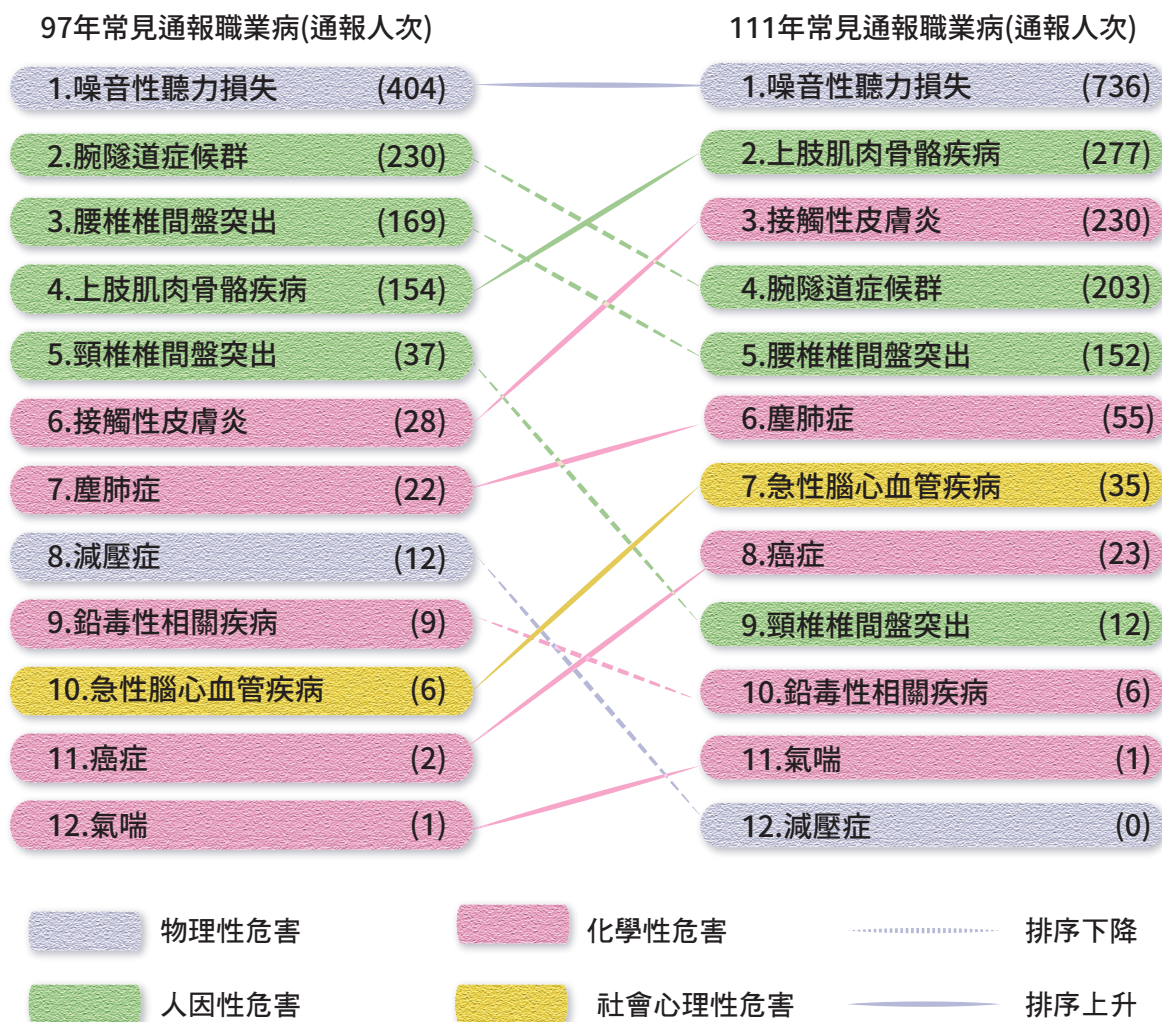 97年常見通報職業病(通報人次)
1.噪音性聽力損失 (404)
2.腕隧道症候群 (230)
3.腰椎椎間盤突出 (169)
4.上肢肌肉骨骼疾病 (154)
5.頸椎椎間盤突出 (37)
6.接觸性皮膚炎 (28)
7.塵肺症 (22)
8.減壓症 (12)
9.鉛毒性相關疾病 (9)
10.急性腦心血管疾病 (6)
11.癌症 (2)
12.氣喘 (1)
111年常見通報職業病(通報人次)
1.噪音性聽力損失 (736)
2.上肢肌肉骨骼疾病 (277)
3.接觸性皮膚炎 (230)
4.腕隧道症候群 (203)
5.腰椎椎間盤突出 (152)
6.塵肺症 (55)
7.急性腦心血管疾病 (35)
8.癌症 (23)
9.頸椎椎間盤突出 (12)
10.鉛毒性相關疾病 (6)
11.氣喘 (1)
12.減壓症 (0)
物理性危害
化學性危害
排序下降
人因性危害
社會心理性危害
排序上升